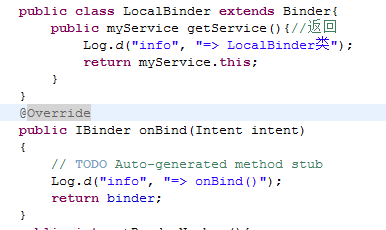 public class LocalBinder extends Binder{
public myService getService(){//返回
Log.d("info", "=> LocalBinder类");
return myService.this;
}
}
@Override
public IBinder onBind(Intent intent)
{
// TODO Auto-generated method stub
Log.d("info", "=> onBind()");
return binder;
}